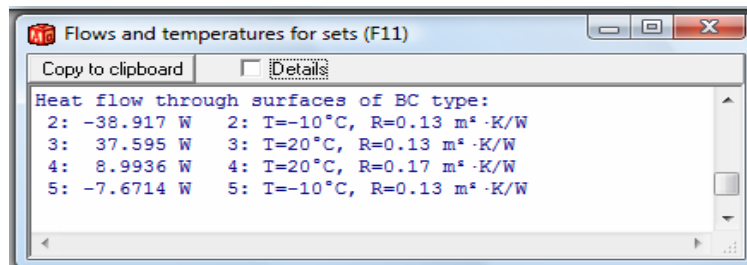 Flows and temperatures for sets (F11)
Copy to clipboard Details
Heat flow through surfaces of BC type:
2: -38.917 W 2: T=-10°C, R=0.13 m² ·K/W
3: 37.595 W 3: T=20°C, R=0.13 m² ·K/W
4: 8.9936 W 4: T=20°C, R=0.17 m² ·K/W
5: -7.6714 W 5: T=-10°C, R=0.13 m² ·K/W